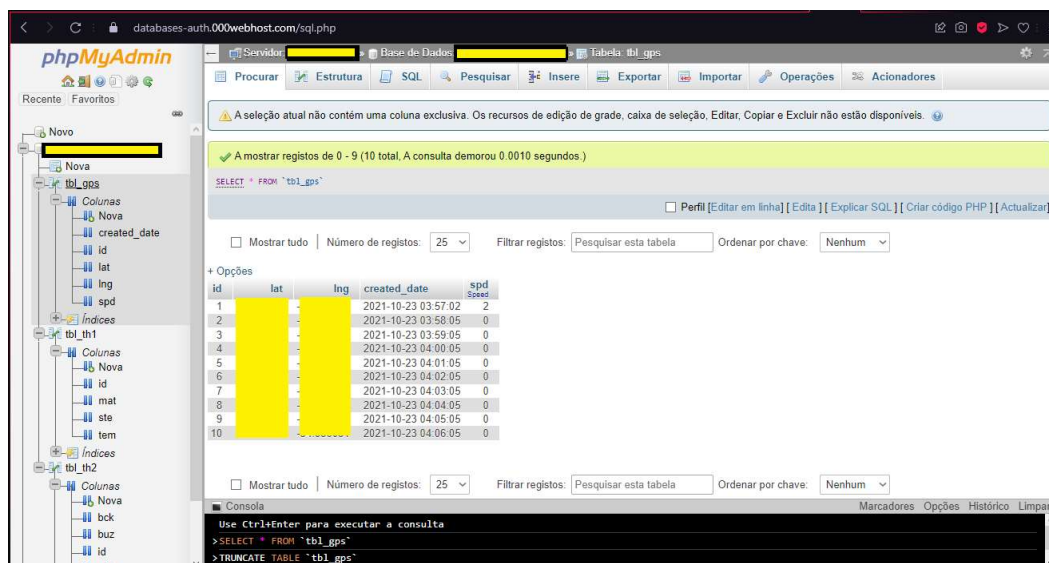 databases-auth.000webhost.com/sql.php
phpMyAdmin
Recente Favoritos
Novo
Nova
tbl_gps
Colunas
Nova
created_date
id
lat
lng
spd
Índices
tbl_th1
Colunas
Nova
id
mat
ste
tem
Índices
tbl_th2
Colunas
Nova
bck
buz
id
Servidor: » Base de Dados: » Tabela: tbl_gps
Procurar Estrutura SQL Pesquisar Insere Exportar Importar Operações Acionadores
A seleção atual não contém uma coluna exclusiva. Os recursos de edição de grade, caixa de seleção, Editar, Copiar e Excluir não estão disponíveis.
A mostrar registos de 0 - 9 (10 total, A consulta demorou 0.0010 segundos.)
SELECT * FROM `tbl_gps`
Perfil [Editar em linha] [ Edita ] [ Explicar SQL ] [ Criar código PHP ] [ Actualizar]
Mostrar tudo | Número de registos: 25 Filtrar registos: Pesquisar esta tabela Ordenar por chave: Nenhum
+ Opções
id lat lng created_date spd
Speed
1 - 2021-10-23 03:57:02 2
2 - 2021-10-23 03:58:05 0
3 - 2021-10-23 03:59:05 0
4 - 2021-10-23 04:00:05 0
5 - 2021-10-23 04:01:05 0
6 - 2021-10-23 04:02:05 0
7 - 2021-10-23 04:03:05 0
8 - 2021-10-23 04:04:05 0
9 - 2021-10-23 04:05:05 0
10 2021-10-23 04:06:05 0
Mostrar tudo | Número de registos: 25 Filtrar registos: Pesquisar esta tabela Ordenar por chave: Nenhum
Consola Marcadores Opções Histórico Limpar
Use Ctrl+Enter para executar a consulta
>SELECT * FROM `tbl_gps`
>TRUNCATE TABLE `tbl_gps`